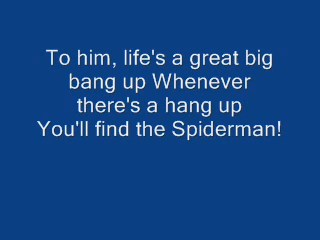 To him, life's a great big
bang up Whenever
there's a hang up
You'll find the Spiderman!